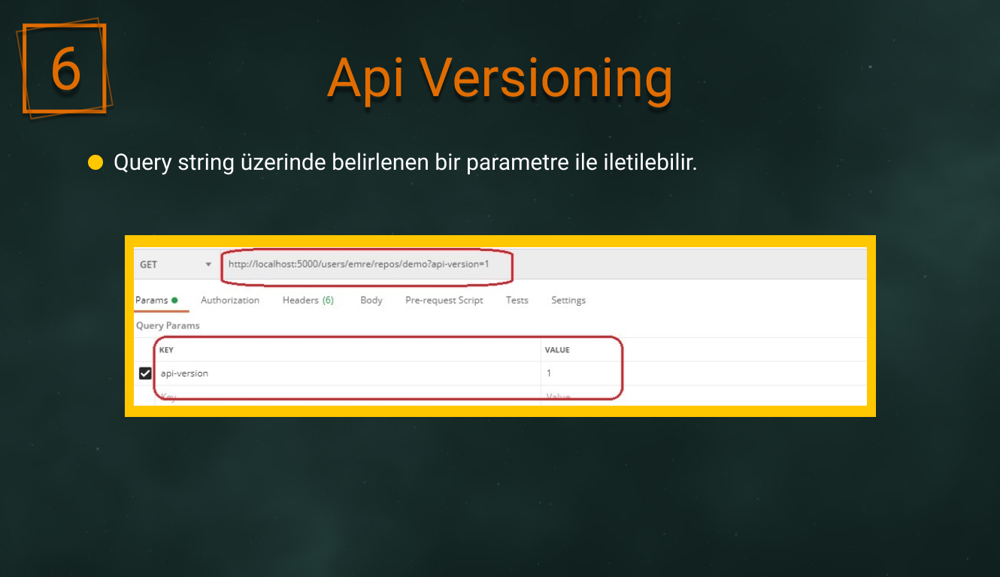 6
Api Versioning
Query string üzerinde belirlenen bir parametre ile iletilebilir.
GET http://localhost:5000/users/emre/repos/demo?api-version=1
Params Authorization Headers (6) Body Pre-request Script Tests Settings
Query Params
KEY VALUE
api-version 1
Key Value